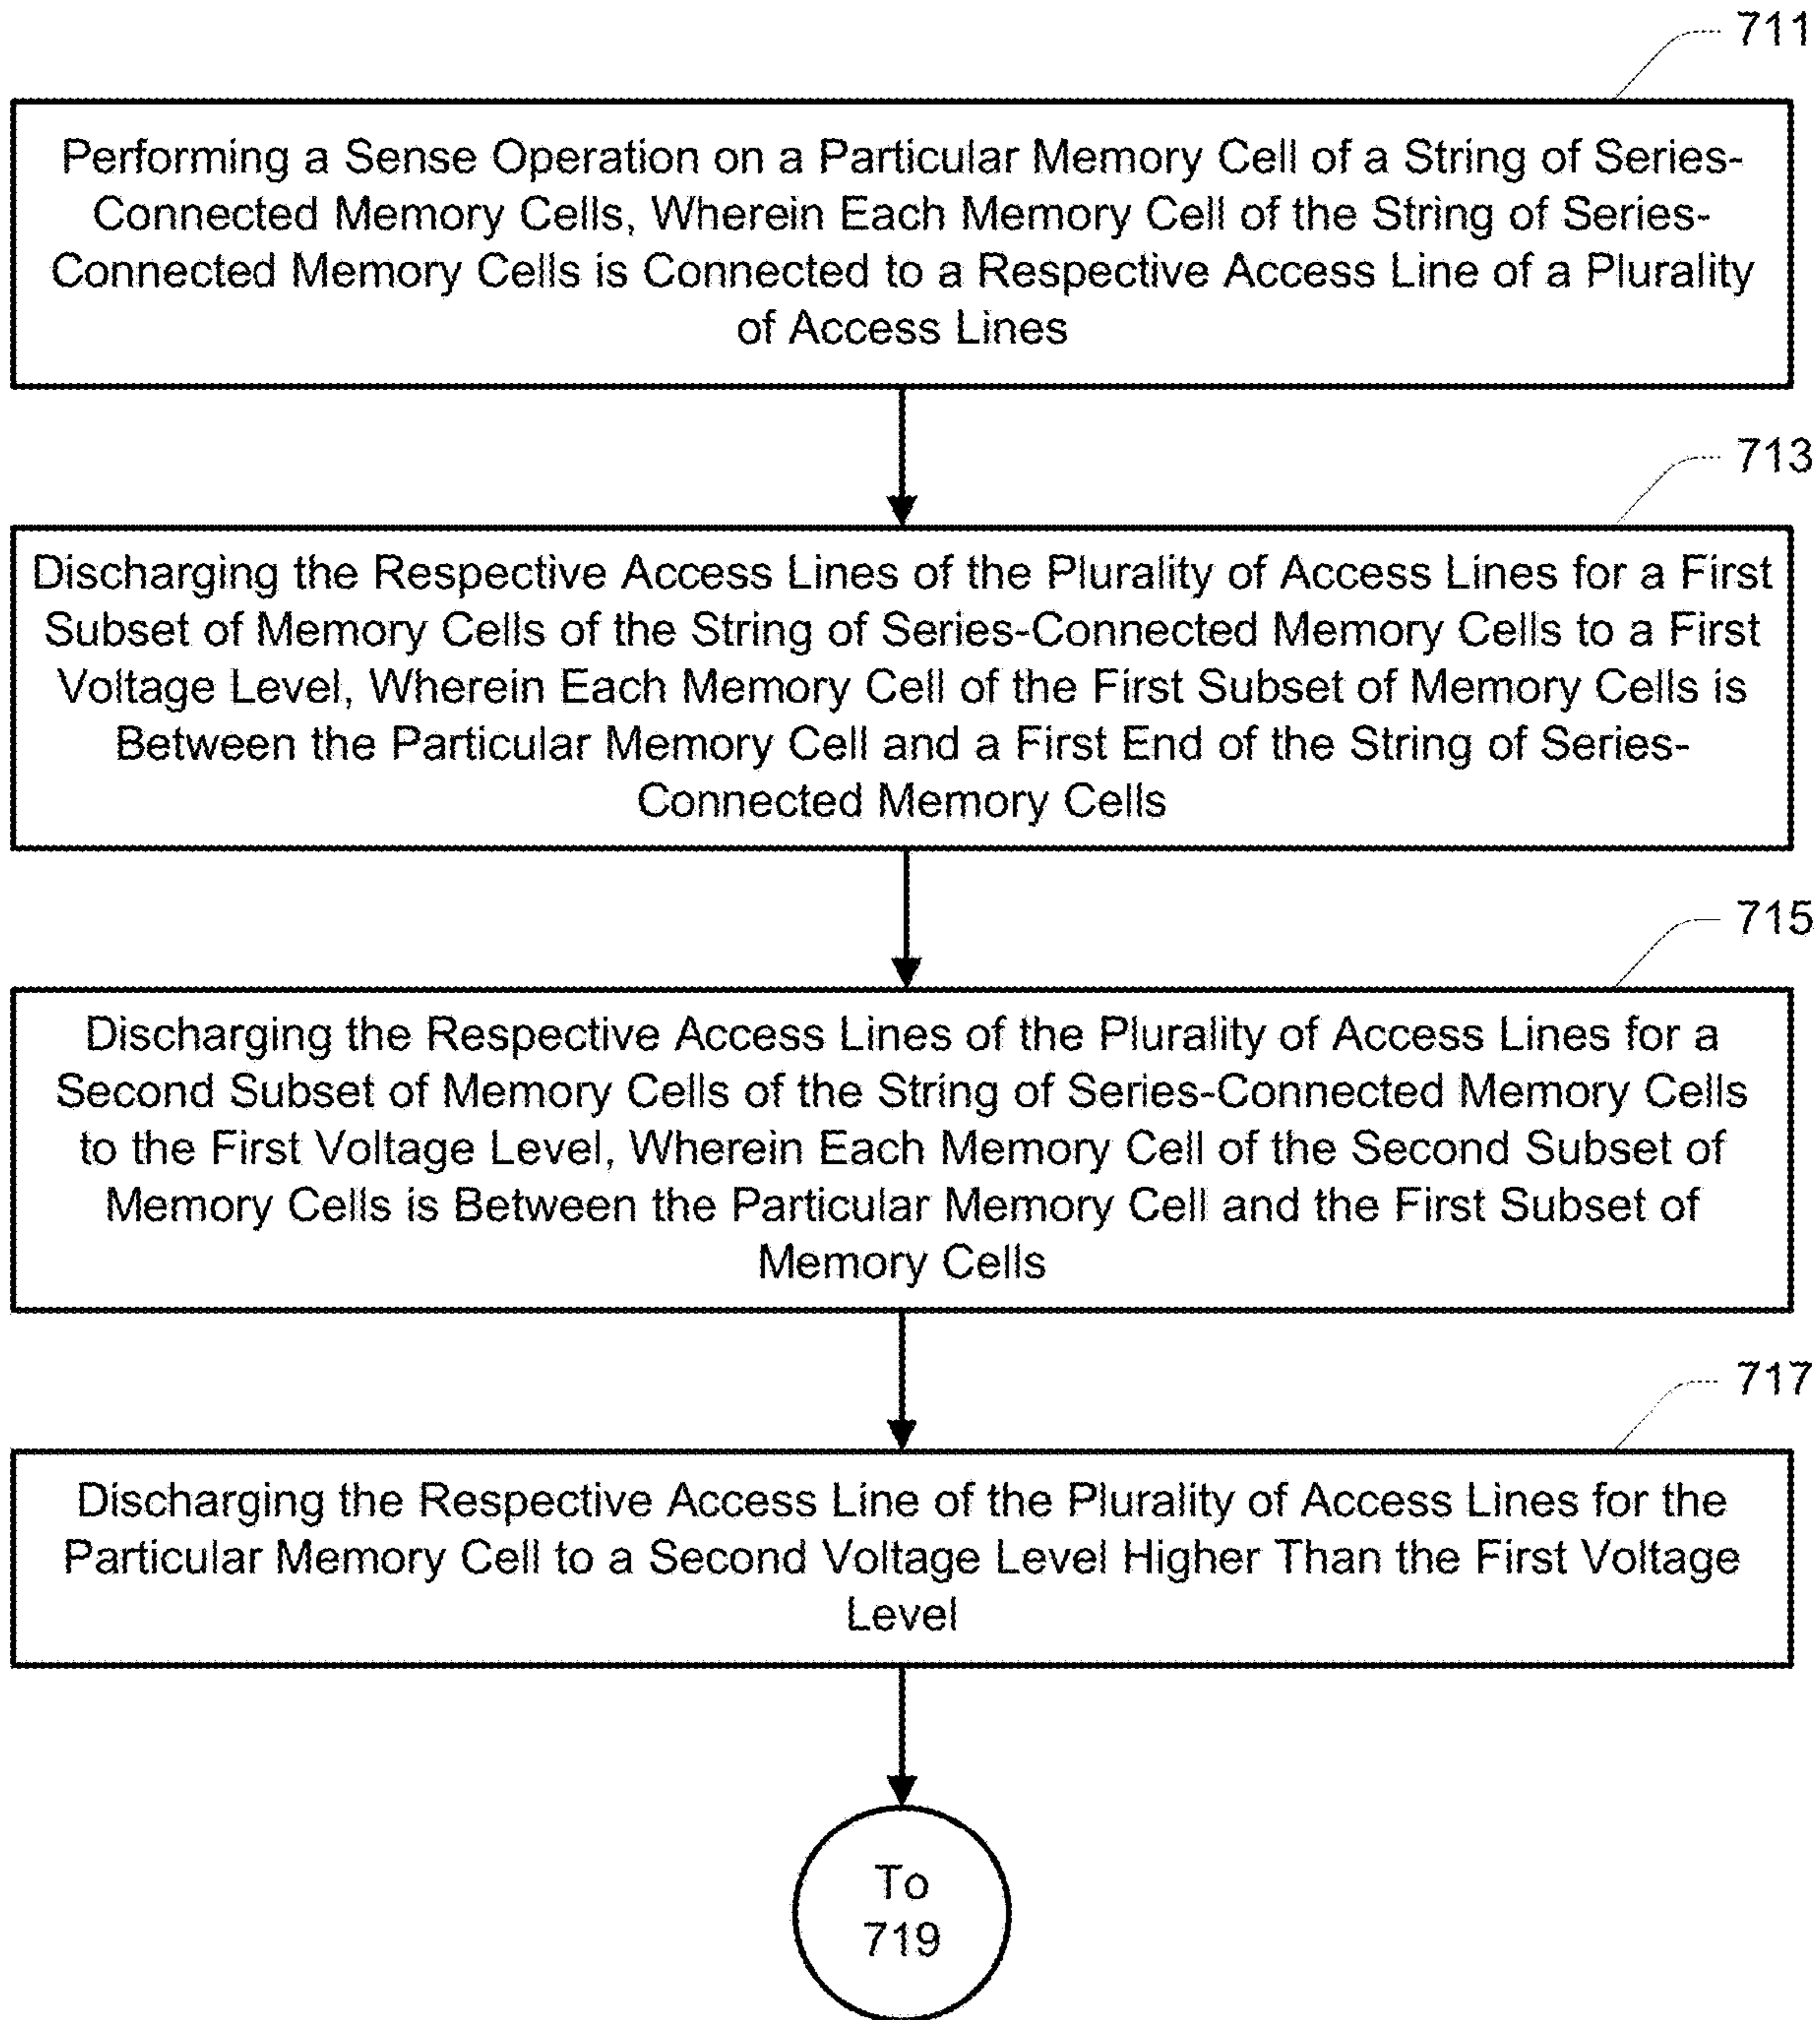 711
Performing a Sense Operation on a Particular Memory Cell of a String of Series-
Connected Memory Cells, Wherein Each Memory Cell of the String of Series-
Connected Memory Cells is Connected to a Respective Access Line of a Plurality
of Access Lines
713
Discharging the Respective Access Lines of the Plurality of Access Lines for a First
Subset of Memory Cells of the String of Series-Connected Memory Cells to a First
Voltage Level, Wherein Each Memory Cell of the First Subset of Memory Cells is
Between the Particular Memory Cell and a First End of the String of Series-
Connected Memory Cells
715
Discharging the Respective Access Lines of the Plurality of Access Lines for a
Second Subset of Memory Cells of the String of Series-Connected Memory Cells
to the First Voltage Level, Wherein Each Memory Cell of the Second Subset of
Memory Cells is Between the Particular Memory Cell and the First Subset of
Memory Cells
717
Discharging the Respective Access Line of the Plurality of Access Lines for the
Particular Memory Cell to a Second Voltage Level Higher Than the First Voltage
Level
To
719